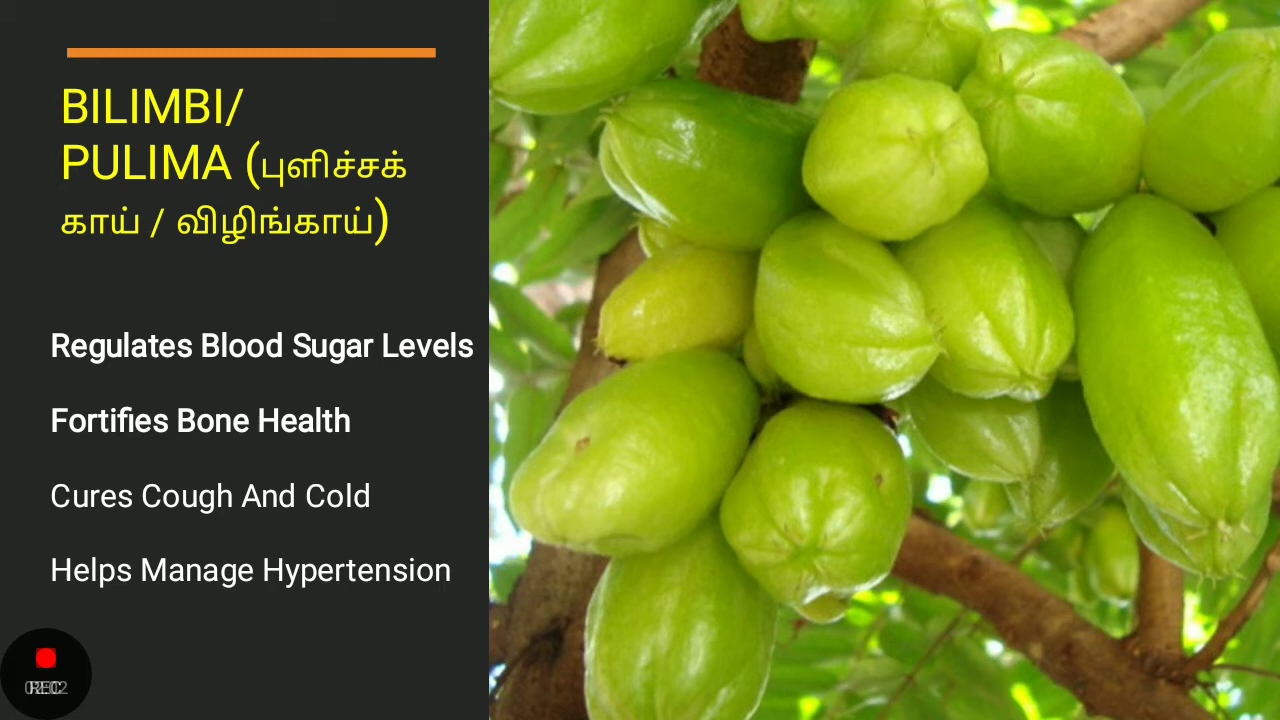 BILIMBI/
PULIMA (புளிச்சக்
காய் / விழிங்காய்)
Regulates Blood Sugar Levels
Fortifies Bone Health
Cures Cough And Cold
Helps Manage Hypertension